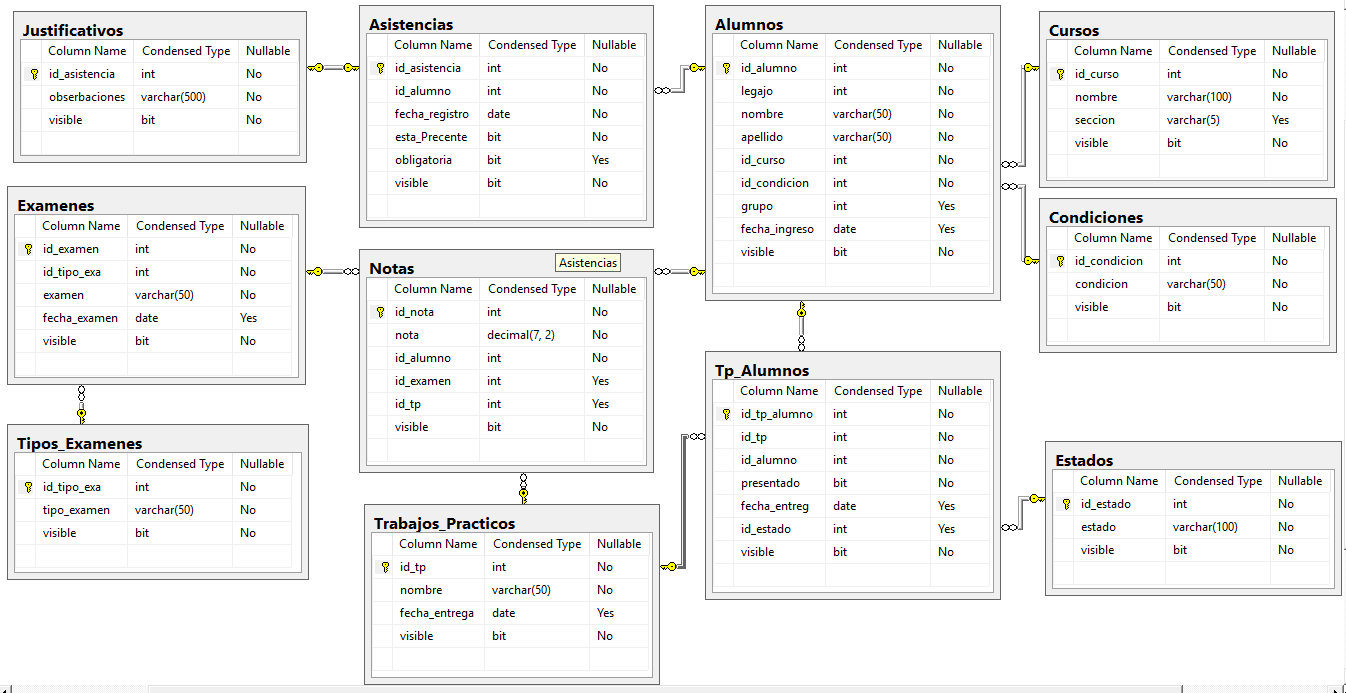 Justificativos
Column Name Condensed Type Nullable
id_asistencia int No
obserbaciones varchar(500) No
visible bit No
Asistencias
Column Name Condensed Type Nullable
id_asistencia int No
id_alumno int No
fecha_registro date No
esta_Precente bit No
obligatoria bit Yes
visible bit No
Alumnos
Column Name Condensed Type Nullable
id_alumno int No
legajo int No
nombre varchar(50) No
apellido varchar(50) No
id_curso int No
id_condicion int No
grupo int Yes
fecha_ingreso date Yes
visible bit No
Cursos
Column Name Condensed Type Nullable
id_curso int No
nombre varchar(100) No
seccion varchar(5) Yes
visible bit No
Examenes
Column Name Condensed Type Nullable
id_examen int No
id_tipo_exa int No
examen varchar(50) No
fecha_examen date Yes
visible bit No
Notas
Asistencias
Column Name Condensed Type Nullable
id_nota int No
nota decimal(7, 2) No
id_alumno int No
id_examen int Yes
id_tp int Yes
visible bit No
Condiciones
Column Name Condensed Type Nullable
id_condicion int No
condicion varchar(50) No
visible bit No
Tipos_Examenes
Column Name Condensed Type Nullable
id_tipo_exa int No
tipo_examen varchar(50) No
visible bit No
Trabajos_Practicos
Column Name Condensed Type Nullable
id_tp int No
nombre varchar(50) No
fecha_entrega date Yes
visible bit No
Tp_Alumnos
Column Name Condensed Type Nullable
id_tp_alumno int No
id_tp int No
id_alumno int No
presentado bit No
fecha_entreg date Yes
id_estado int Yes
visible bit No
Estados
Column Name Condensed Type Nullable
id_estado int No
estado varchar(100) No
visible bit No